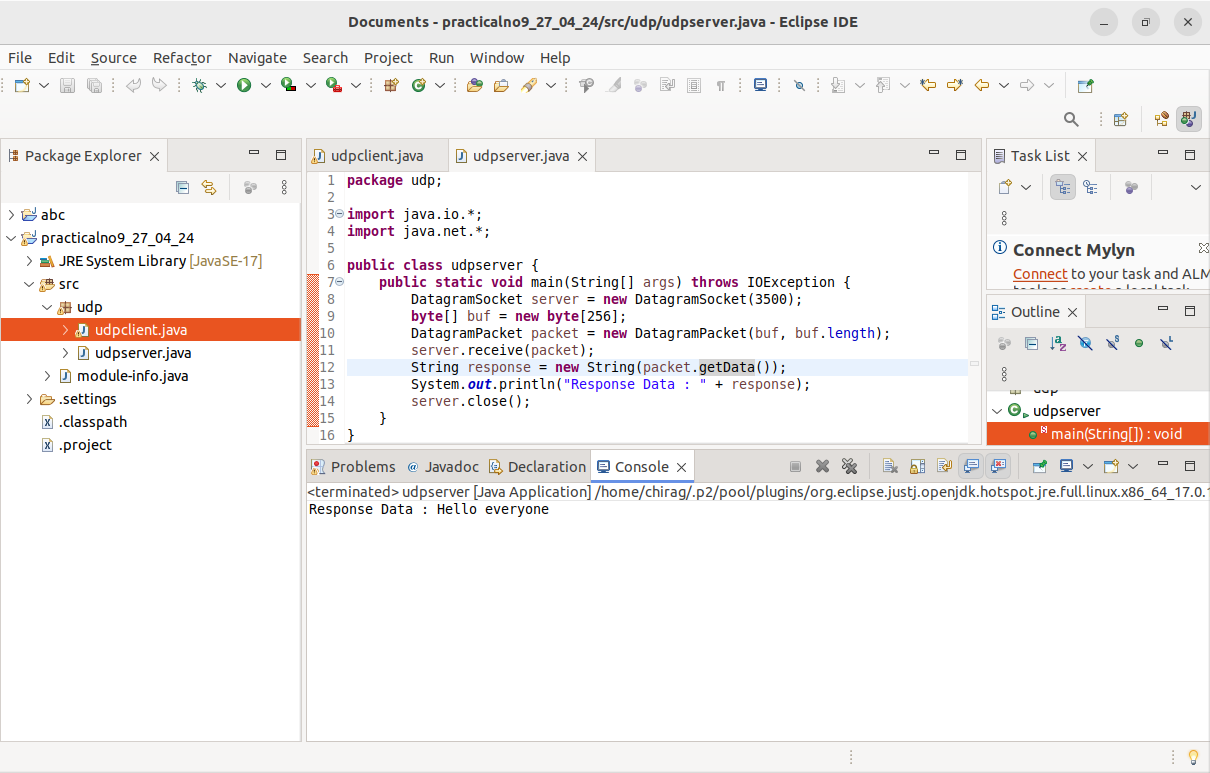 Documents - practicalno9_27_04_24/src/udp/udpserver.java - Eclipse IDE
File Edit Source Refactor Navigate Search Project Run Window Help
Package Explorer
abc
practicalno9_27_04_24
JRE System Library [JavaSE-17]
src
udp
udpclient.java
udpserver.java
module-info.java
.settings
.classpath
.project
udpclient.java udpserver.java
1 package udp;
2
3 import java.io.*;
4 import java.net.*;
5
6 public class udpserver {
7 public static void main(String[] args) throws IOException {
8 DatagramSocket server = new DatagramSocket(3500);
9 byte[] buf = new byte[256];
10 DatagramPacket packet = new DatagramPacket(buf, buf.length);
11 server.receive(packet);
12 String response = new String(packet.getData());
13 System.out.println("Response Data : " + response);
14 server.close();
15 }
16 }
Task List
Connect Mylyn
Connect to your task and ALM
tools or create a local task.
Outline
udp
udpserver
main(String[]) : void
Problems Javadoc Declaration Console
<terminated> udpserver [Java Application] /home/chirag/.p2/pool/plugins/org.eclipse.justj.openjdk.hotspot.jre.full.linux.x86_64_17.0.
Response Data : Hello everyone